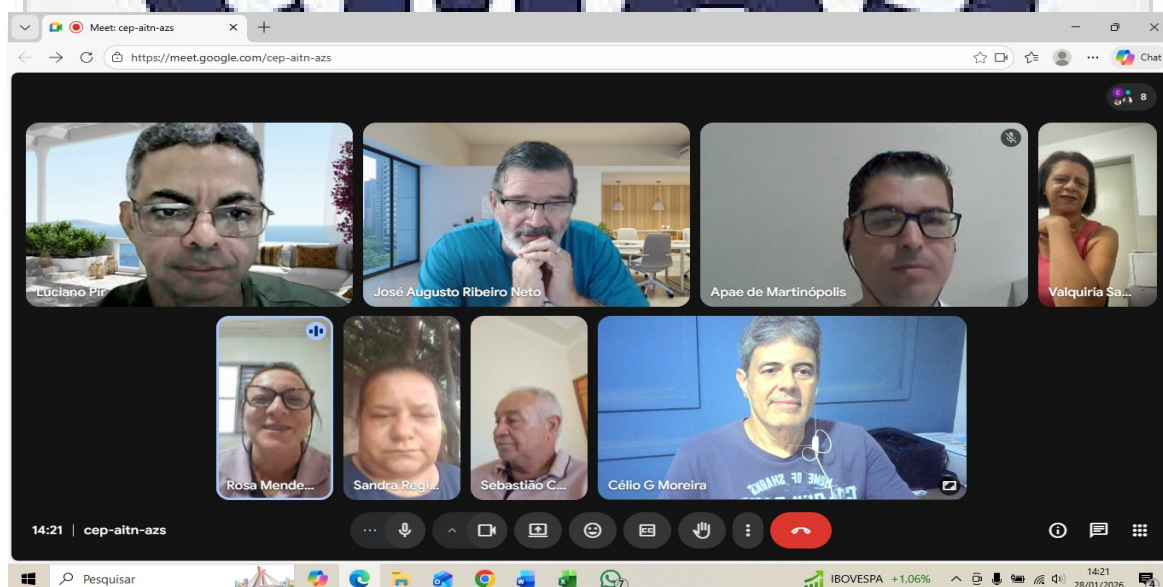 Meet: cep-aitn-azs
https://meet.google.com/cep-aitn-azs
Chat
8
Luciano Pir
José Augusto Ribeiro Neto
Apae de Martinópolis
Valquiria Sa...
Rosa Mende...
Sandra Regi...
Sebastião C...
Célio G Moreira
14:21 | cep-aitn-azs
Pesquisar
IBOVESPA +1,06%
14:21
28/01/2026